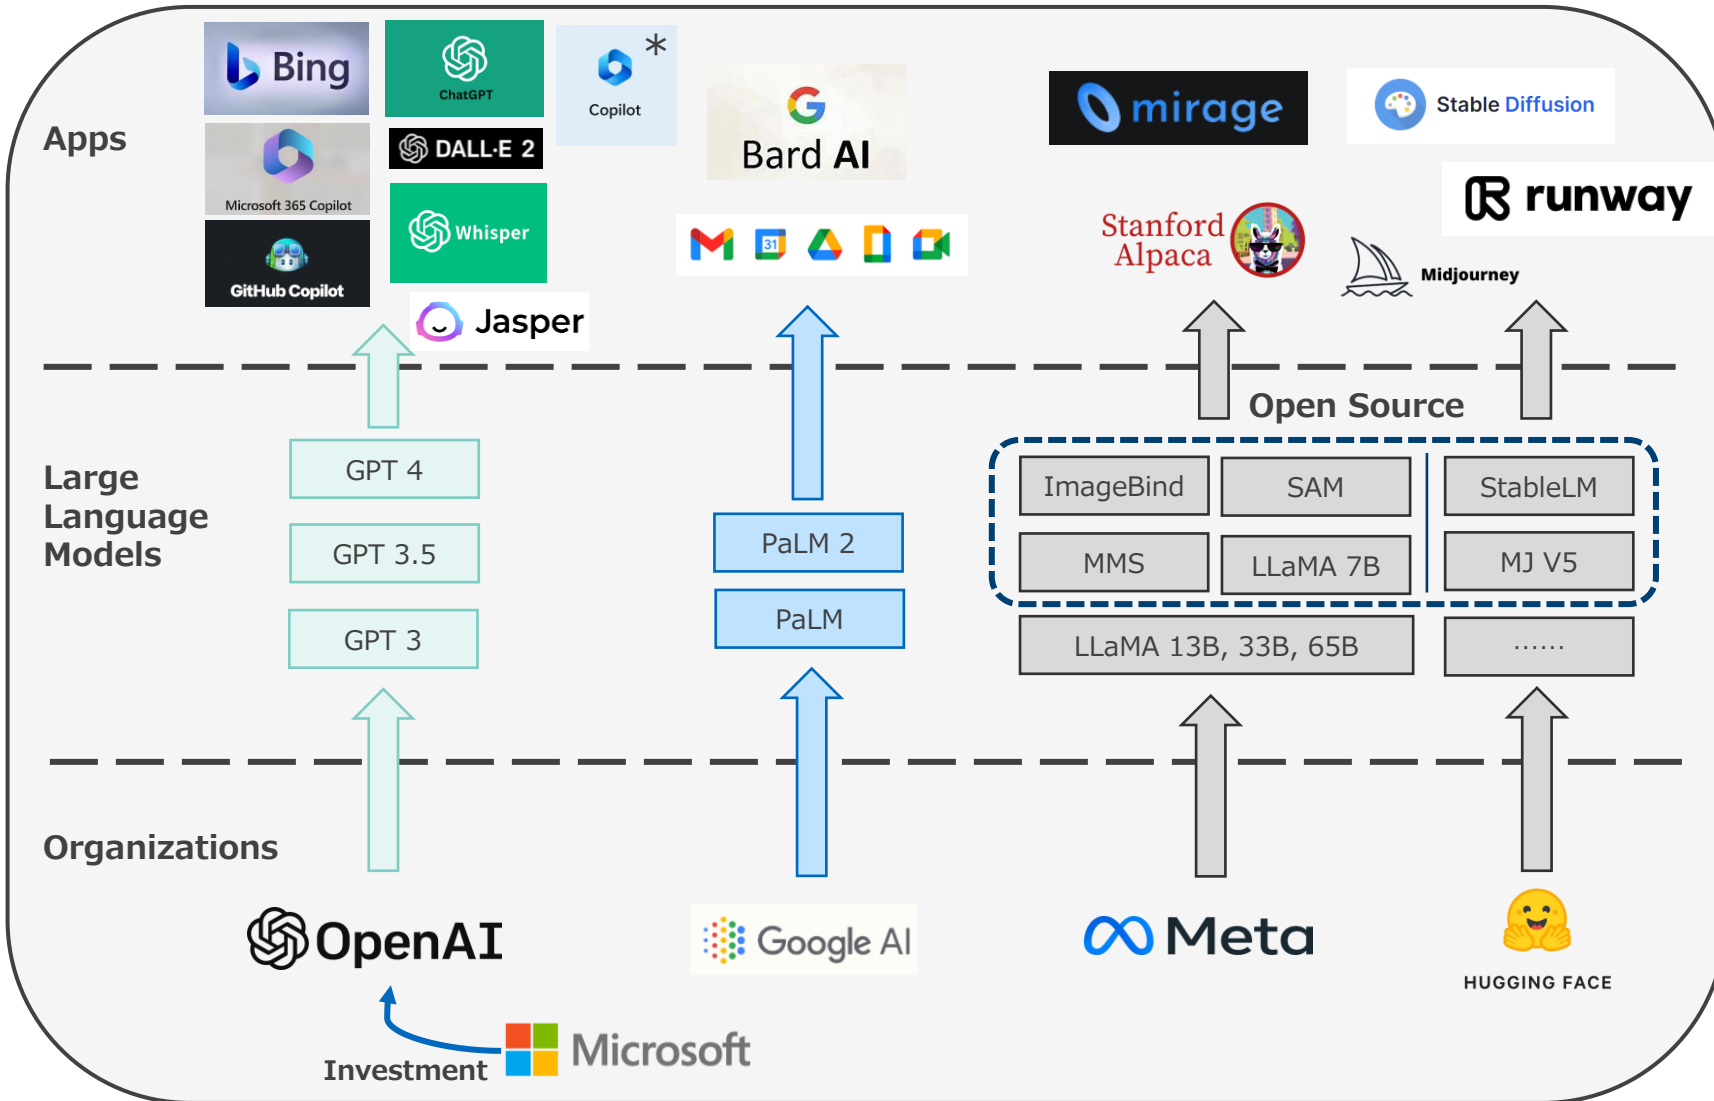 Apps
Bing
ChatGPT
Copilot
*
DALL·E 2
Microsoft 365 Copilot
Whisper
GitHub Copilot
Jasper
Bard AI
31
mirage
Stable Diffusion
runway
Stanford
Alpaca
Midjourney
Large
Language
Models
GPT 4
GPT 3.5
GPT 3
PaLM 2
PaLM
Open Source
ImageBind
SAM
StableLM
MMS
LLaMA 7B
MJ V5
LLaMA 13B, 33B, 65B
……
Organizations
OpenAI
Google AI
Meta
HUGGING FACE
Investment
Microsoft